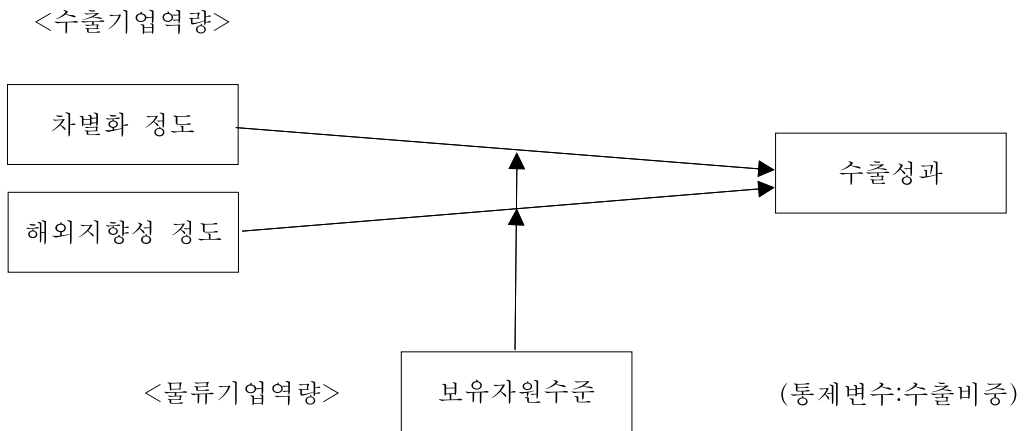 <수출기업역량>
차별화 정도
수출성과
해외지향성 정도
<물류기업역량>
보유자원수준
(통제변수:수출비중)